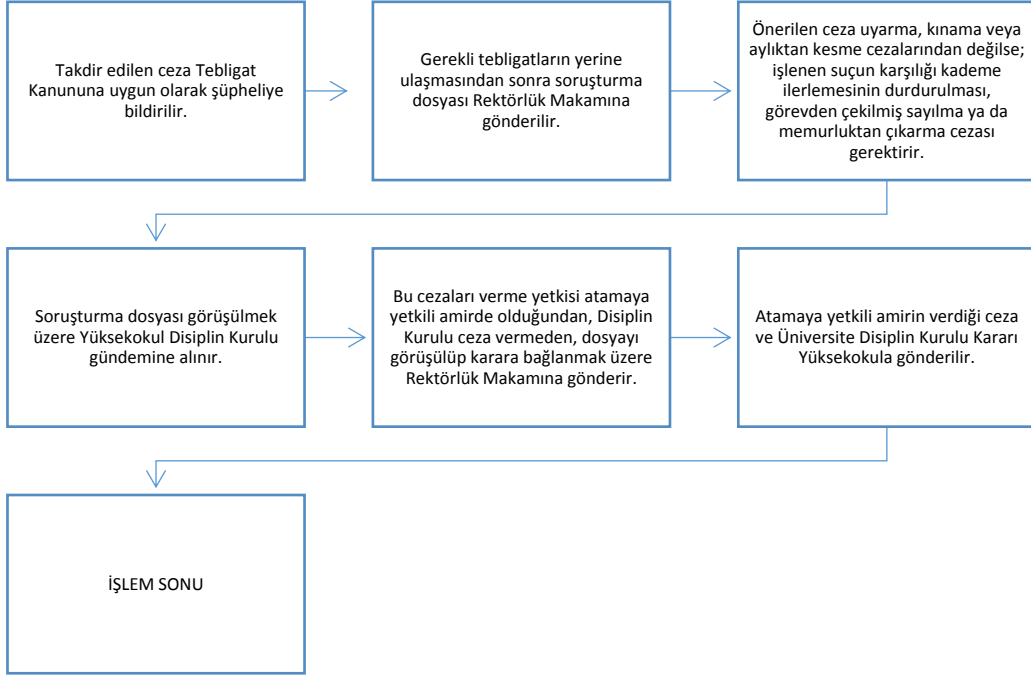 Takdir edilen ceza Tebligat
Kanununa uygun olarak şüpheliye
bildirilir.
Gerekli tebligatların yerine
ulaşmasından sonra soruşturma
dosyası Rektörlük Makamına
gönderilir.
Önerilen ceza uyarma, kınama veya
aylıktan kesme cezalarından değilse;
işlenen suçun karşılığı kademe
ilerlemesinin durdurulması,
görevden çekilmiş sayılma ya da
memurluktan çıkarma cezası
gerektirir.
Soruşturma dosyası görüşülmek
üzere Yüksekokul Disiplin Kurulu
gündemine alınır.
Bu cezaları verme yetkisi atamaya
yetkili amirde olduğundan, Disiplin
Kurulu ceza vermeden, dosyayı
görüşülüp karara bağlanmak üzere
Rektörlük Makamına gönderir.
Atamaya yetkili amirin verdiği ceza
ve Üniversite Disiplin Kurulu Kararı
Yüksekokula gönderilir.
İŞLEM SONU